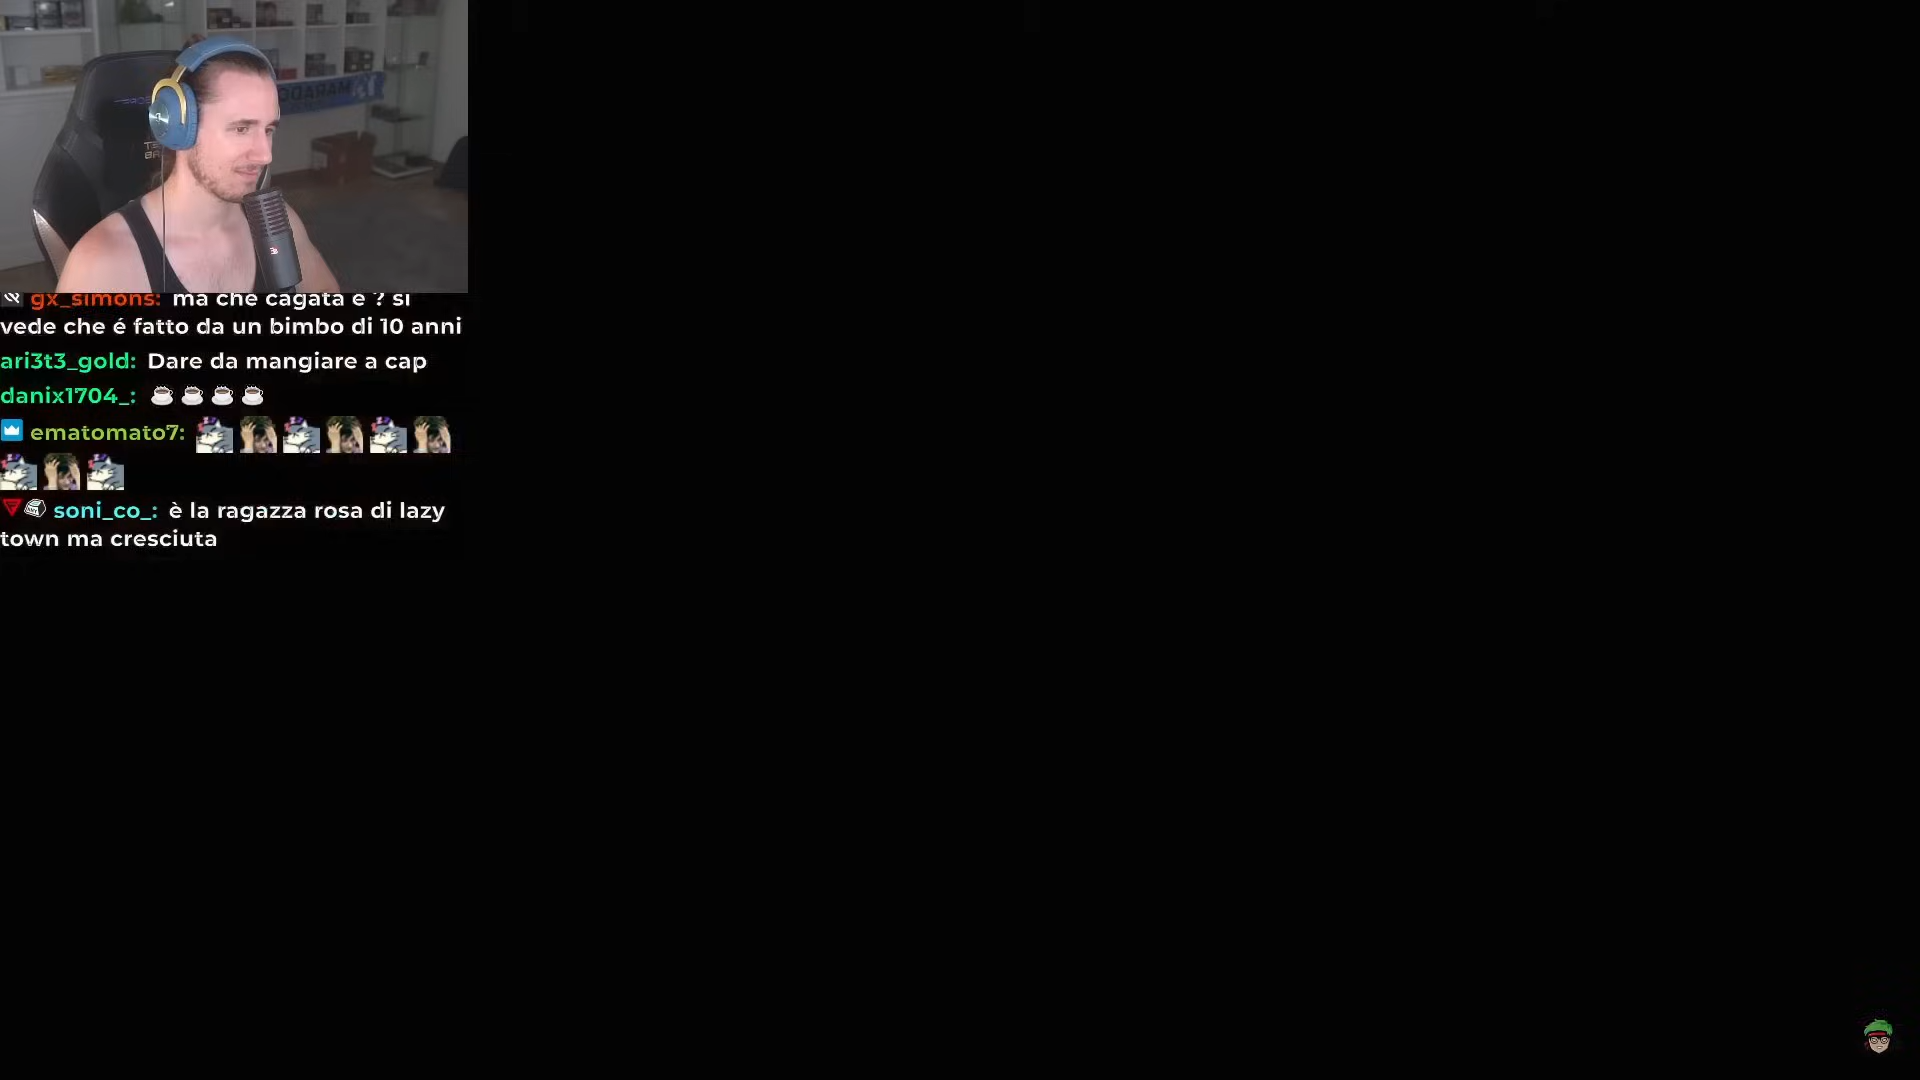 MARADO
gx_simons: ma che cagata e ? si
vede che é fatto da un bimbo di 10 anni
ari3t3_gold: Dare da mangiare a cap
danix1704_:
ematomato7:
soni_co_: è la ragazza rosa di lazy
town ma cresciuta